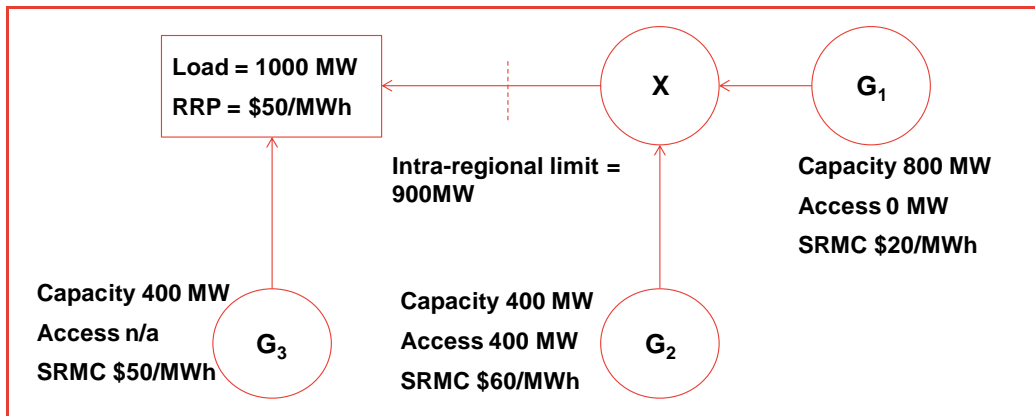 Load = 1000 MW
RRP = $50/MWh
X
G₁
Intra-regional limit =
900MW
Capacity 800 MW
Access 0 MW
SRMC $20/MWh
Capacity 400 MW
Access n/a
SRMC $50/MWh
G₃
Capacity 400 MW
Access 400 MW
SRMC $60/MWh
G₂